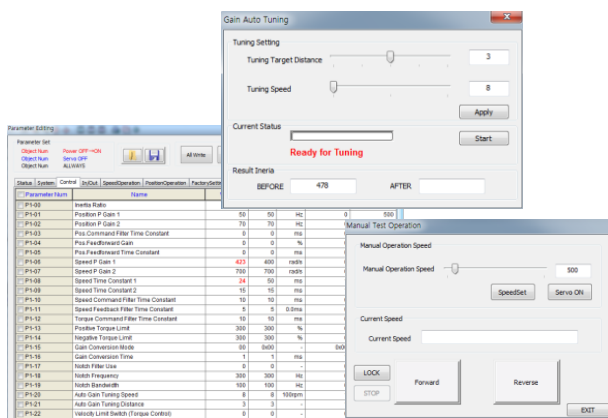 Gain Auto Tuning
Tuning Setting
Tuning Target Distance 3
Tuning Speed 8
Apply
Current Status
Start
Ready for Tuning
Result Ineria
BEFORE 478 AFTER
Parameter Editing
Parameter Set
Object Num Power OFF->ON
Object Num Servo OFF
Object Num ALLWAYS
All Write
Status System Control In/Out SpeedOperation PositionOperation
Parameter Num Name
P1-00 Inertia Ratio
P1-01 Position P Gain 1 50 50 Hz 0 500
P1-02 Position P Gain 2 70 70 Hz
P1-03 Pos.Command Filter Time Constant 0 0 ms
P1-04 Pos.Feedforward Gain 0 0 %
P1-05 Pos.Feedforward Time Constant 0 0 ms
P1-06 Speed P Gain 1 423 400 rad/s
P1-07 Speed P Gain 2 700 700 rad/s
P1-08 Speed Time Constant 1 24 50 ms
P1-09 Speed Time Constant 2 15 15 ms
P1-10 Speed Command Filter Time Constant 10 10 ms
P1-11 Speed Feedback Filter Time Constant 5 5 0.0ms
P1-12 Torque Command Filter Time Constant 10 10 ms
P1-13 Positive Torque Limit 300 300 %
P1-14 Negative Torque Limit 300 300 %
P1-15 Gain Conversion Mode 00 0x00 -
P1-16 Gain Conversion Time 1 1 ms
P1-17 Notch Filter Use 0 0 -
P1-18 Notch Frequency 300 300 Hz
P1-19 Notch Bandwidth 100 100 Hz
P1-20 Auto Gain Tuning Speed 8 8 100rpm
P1-21 Auto Gain Tuning Distance 3 3 -
P1-22 Velocity Limit Switch (Torque Control) 0 0 -
Manual Test Operation
Manual Operation Speed
Manual Operation Speed 500
SpeedSet Servo ON
Current Speed
Current Speed
LOCK
STOP
Forward
Reverse
EXIT